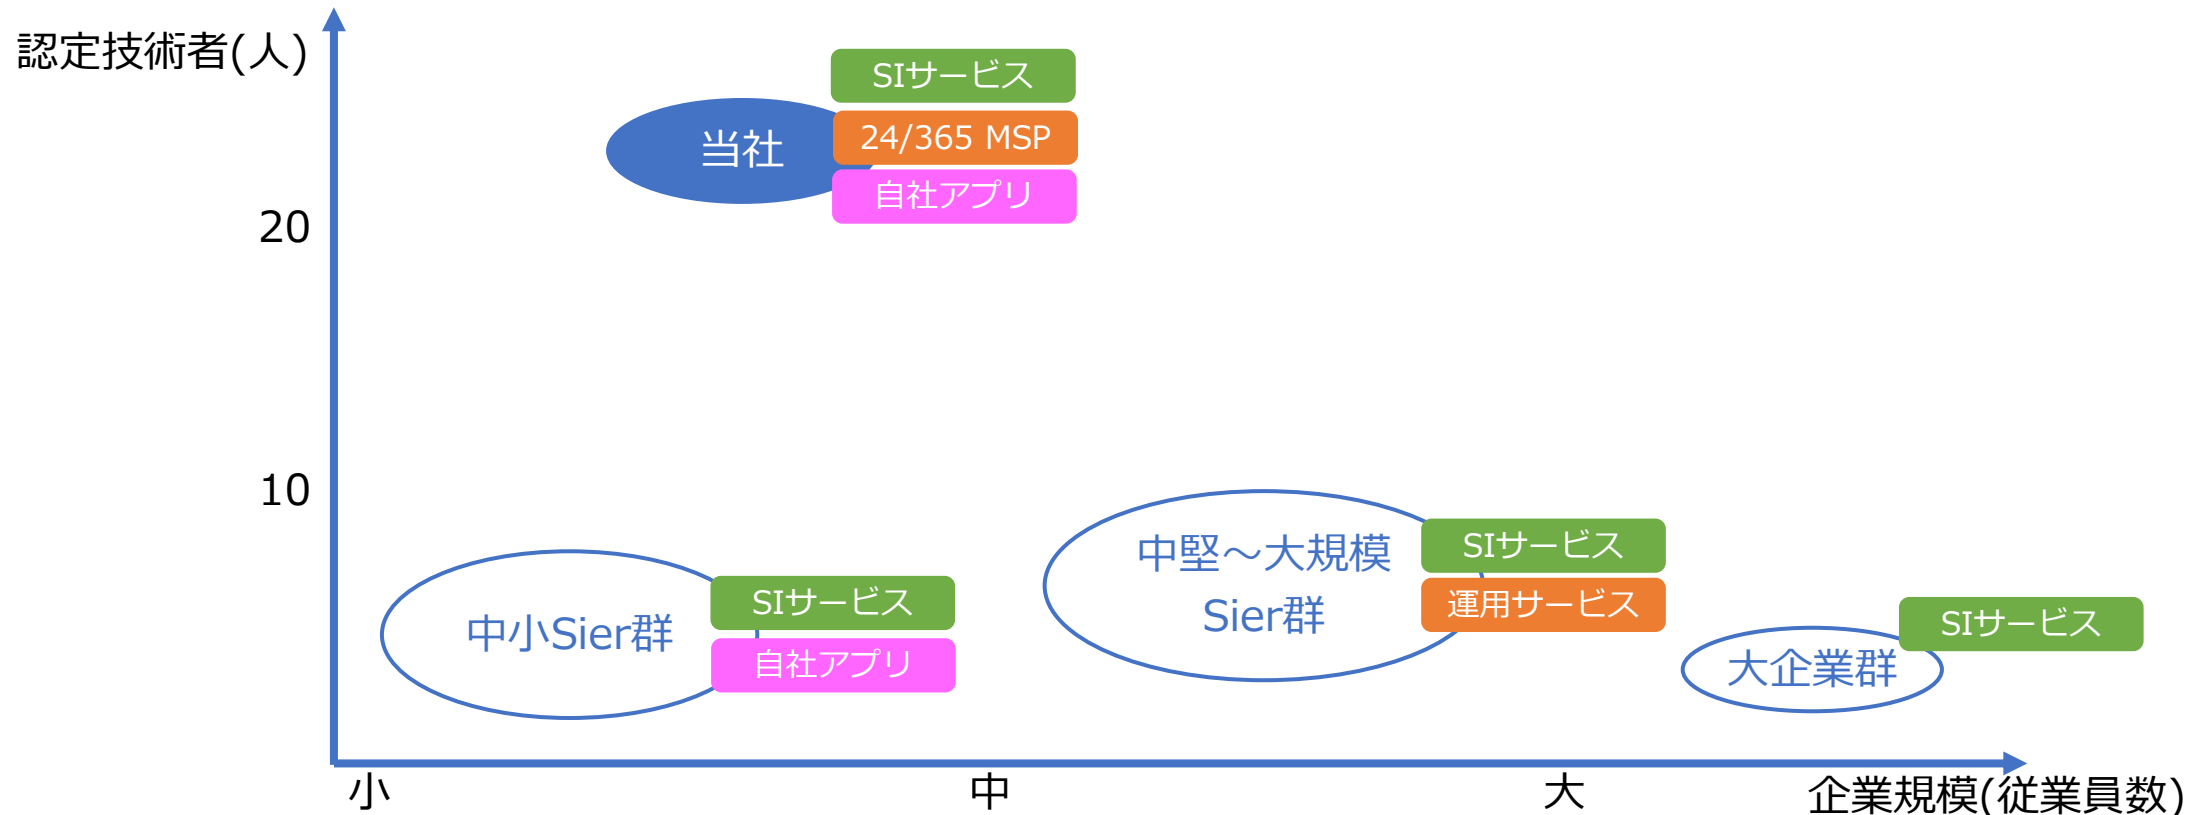 認定技術者(人)
SIサービス
当社
24/365 MSP
自社アプリ
20
10
中堅～大規模
Sier群
SIサービス
運用サービス
中小Sier群
SIサービス
自社アプリ
大企業群
SIサービス
小
中
大
企業規模(従業員数)